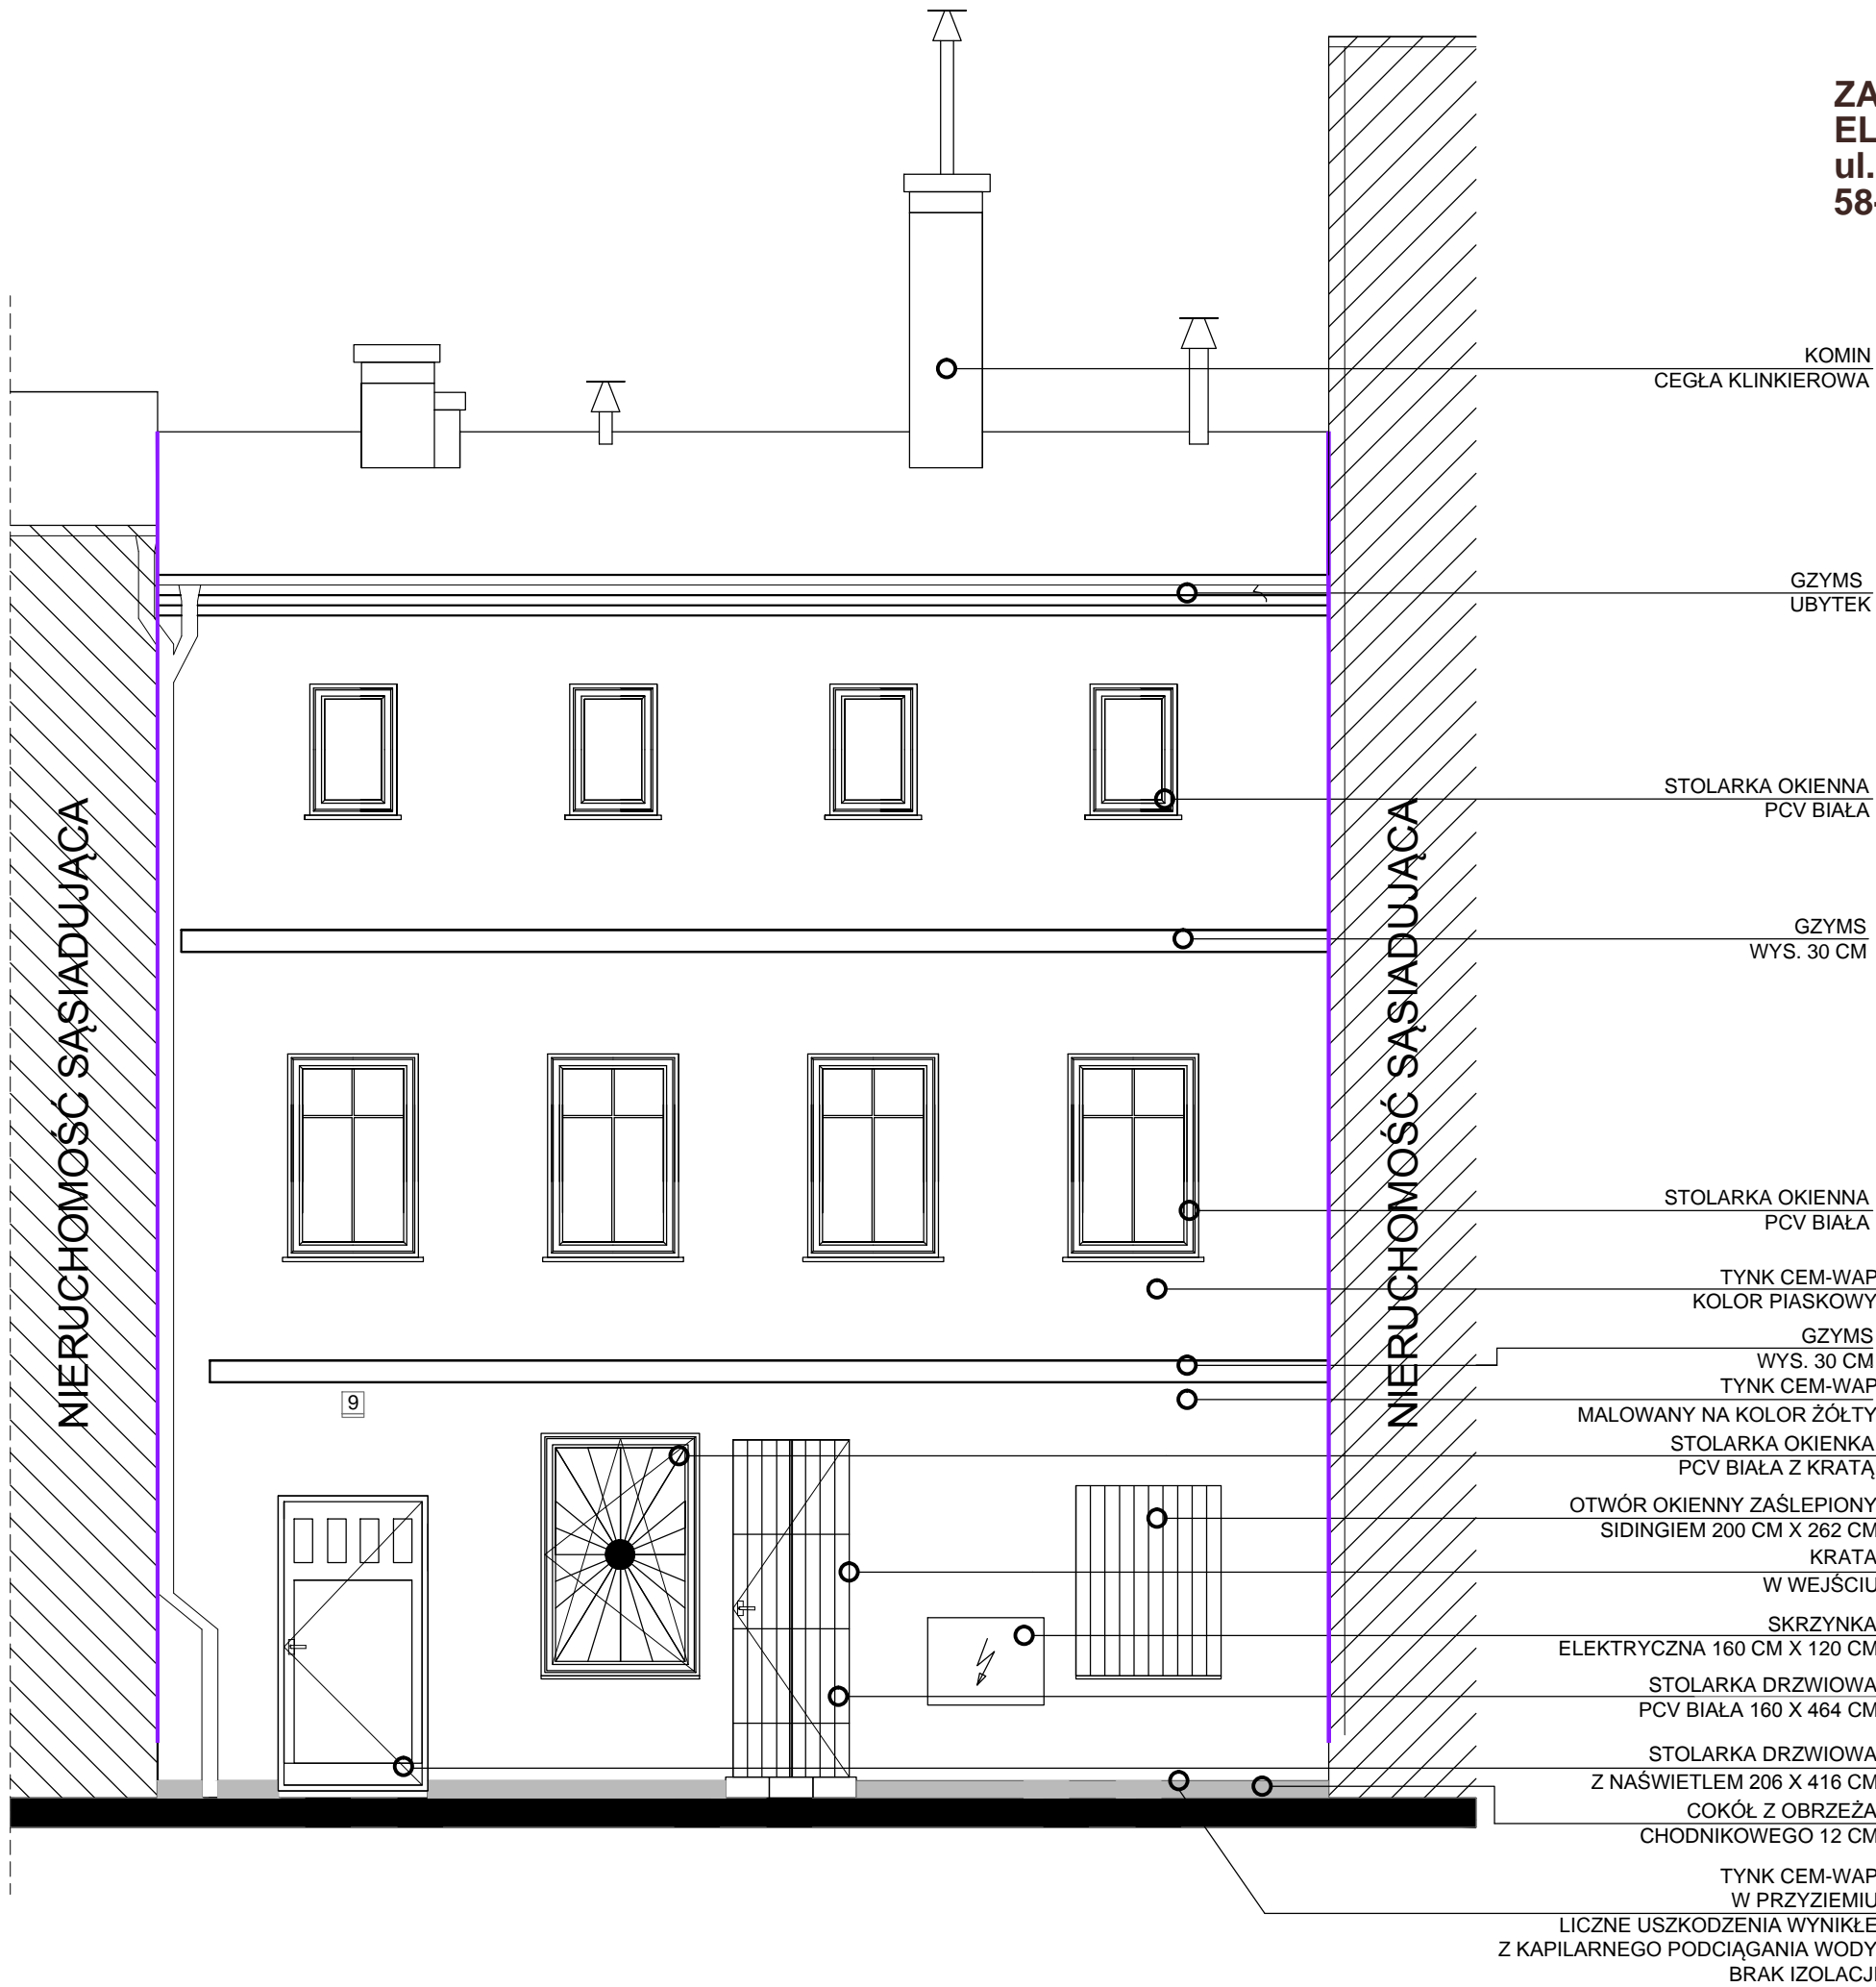 ZA
EL
ul.
58-
KOMIN
CEGŁA KLINKIEROWA
GZYMS
UBYTEK
STOLARKA OKIENNA
PCV BIAŁA
NIERUCHOMOŚĆ SĄSIADUJĄCA
NIERUCHOMOŚĆ SĄSIADUJĄCA
GZYMS
WYS. 30 CM
STOLARKA OKIENNA
PCV BIAŁA
TYNK CEM-WAP
KOLOR PIASKOWY
GZYMS
WYS. 30 CM
9
TYNK CEM-WAP
MALOWANY NA KOLOR ŻÓŁTY
STOLARKA OKIENKA
PCV BIAŁA Z KRATĄ
OTWÓR OKIENNY ZAŚLEPIONY
SIDINGIEM 200 CM X 262 CM
KRATA
W WEJŚCIU
SKRZYNKA
ELEKTRYCZNA 160 CM X 120 CM
STOLARKA DRZWIOWA
PCV BIAŁA 160 X 464 CM
STOLARKA DRZWIOWA
Z NAŚWIETLEM 206 X 416 CM
COKÓŁ Z OBRZEŻA
CHODNIKOWEGO 12 CM
TYNK CEM-WAP
W PRZYZIEMIU
LICZNE USZKODZENIA WYNIKŁE
Z KAPILARNEGO PODCIĄGANIA WODY
BRAK IZOLACJI